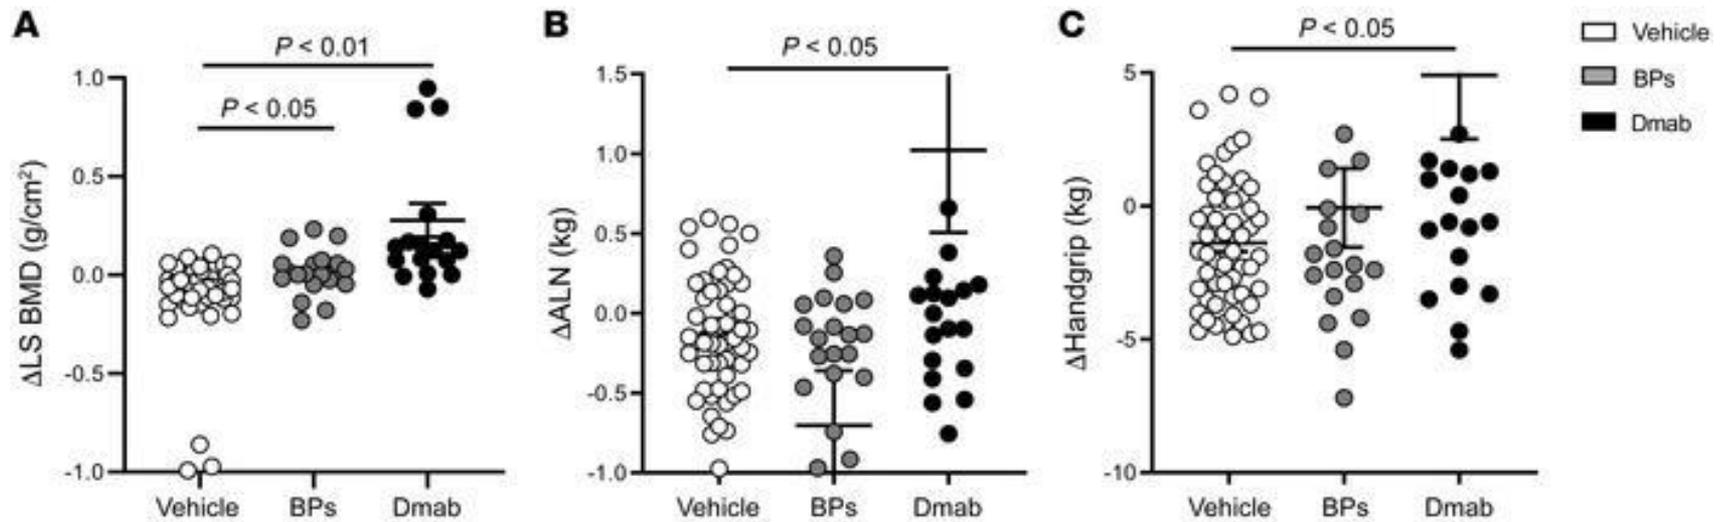 A
P < 0.01
P < 0.05
ΔLS BMD (g/cm²)
1.0
0.5
0.0
-0.5
-1.0
Vehicle BPs Dmab
B
P < 0.05
ΔALN (kg)
1.5
1.0
0.5
0.0
-0.5
-1.0
Vehicle BPs Dmab
C
P < 0.05
ΔHandgrip (kg)
5
0
-5
-10
Vehicle BPs Dmab
Vehicle
BPs
Dmab